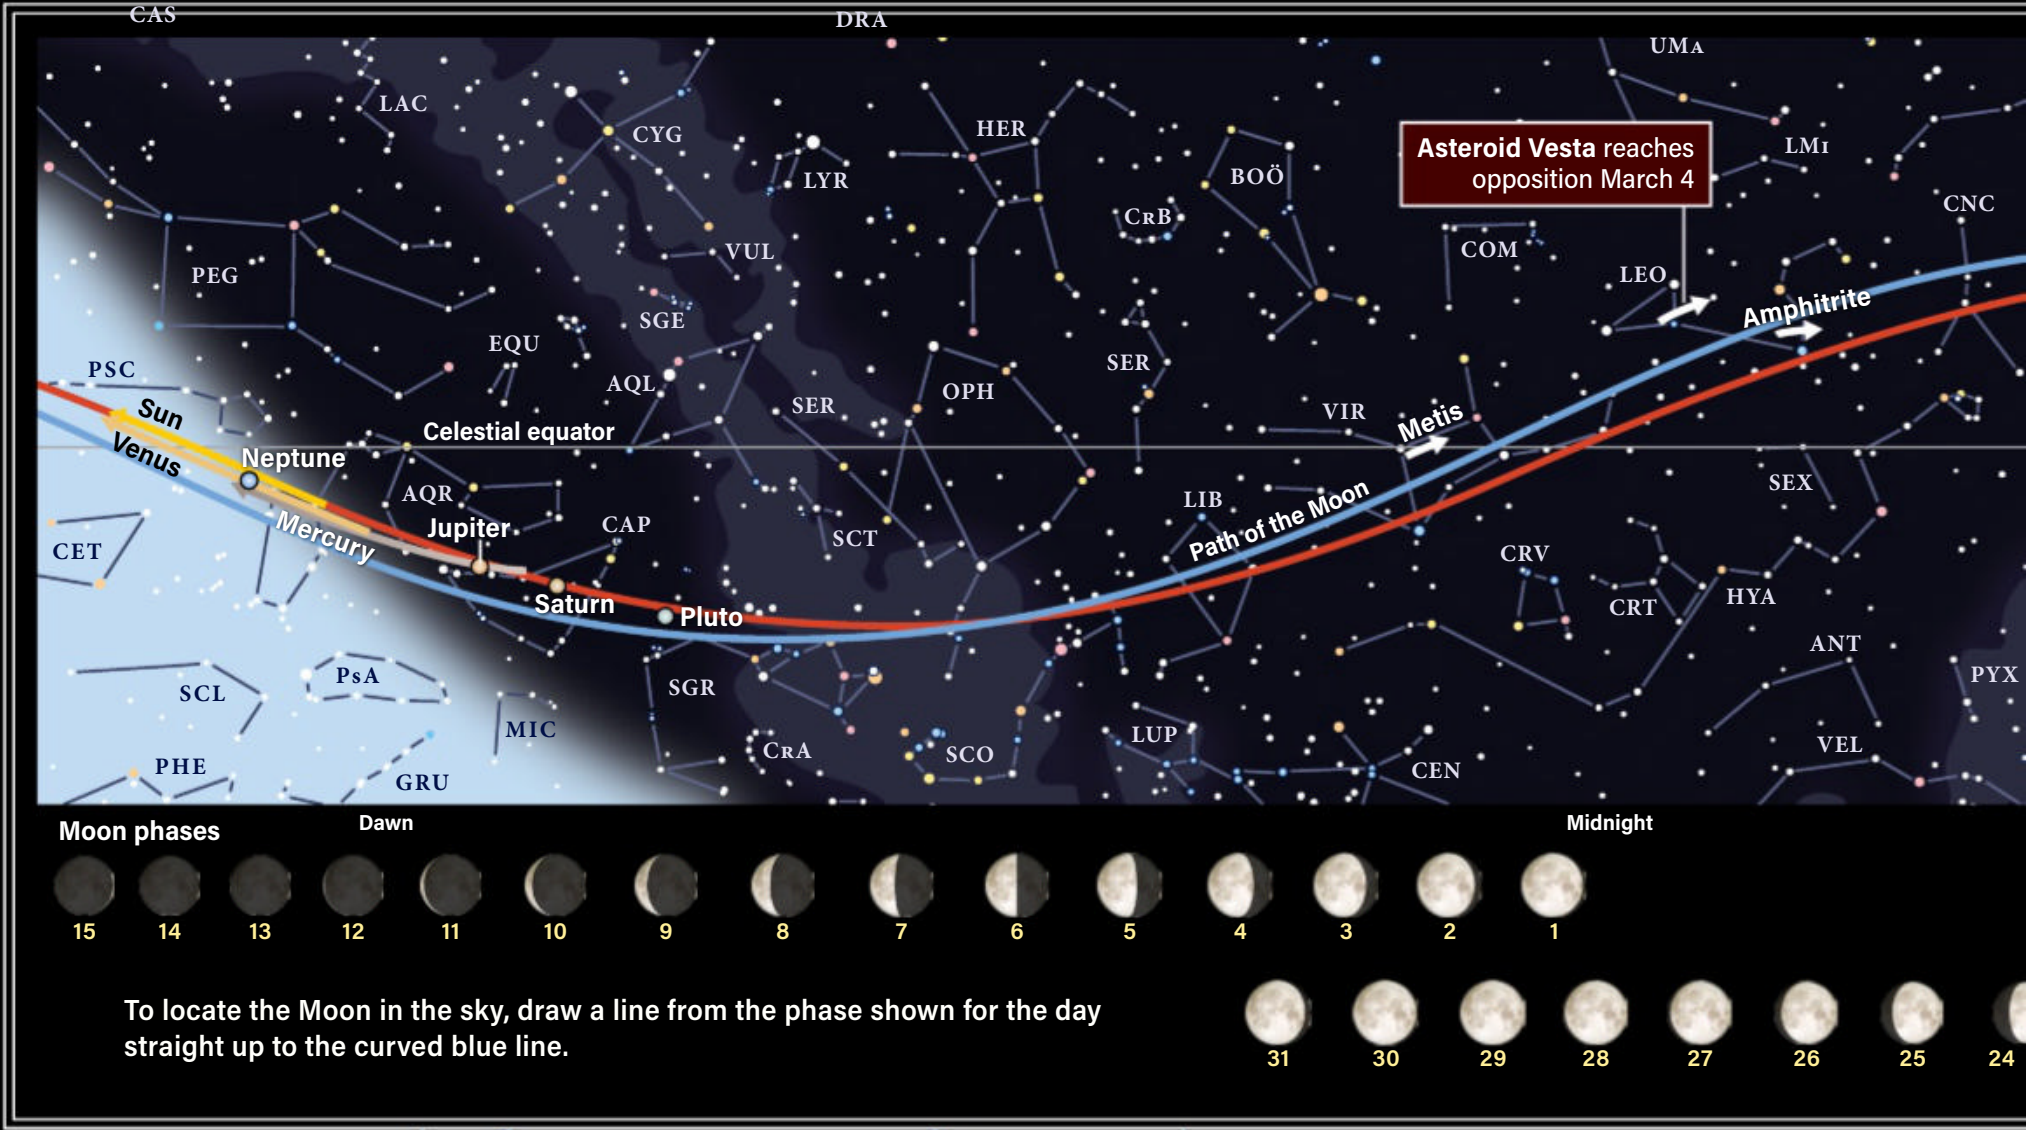 CAS
DRA
UMA
LAC
CYG
HER
LYR
BOÖ
Asteroid Vesta reaches
opposition March 4
LMI
CNC
CRB
COM
VUL
PEG
LEO
SGE
Amphitrite
EQU
PSC
AQL
OPH
SER
SER
VIR
Metis
Sun
Celestial equator
Venus
Neptune
AQR
LIB
SEX
Path of the Moon
Mercury
Jupiter
CAP
SCT
CET
CRV
Saturn
Pluto
CRT
HYA
ANT
PSA
SCL
SGR
PYX
MIC
CRA
SCO
LUP
VEL
PHE
GRU
CEN
Moon phases
Dawn
Midnight
15 14 13 12 11 10 9 8 7 6 5 4 3 2 1
To locate the Moon in the sky, draw a line from the phase shown for the day
straight up to the curved blue line.
31 30 29 28 27 26 25 24